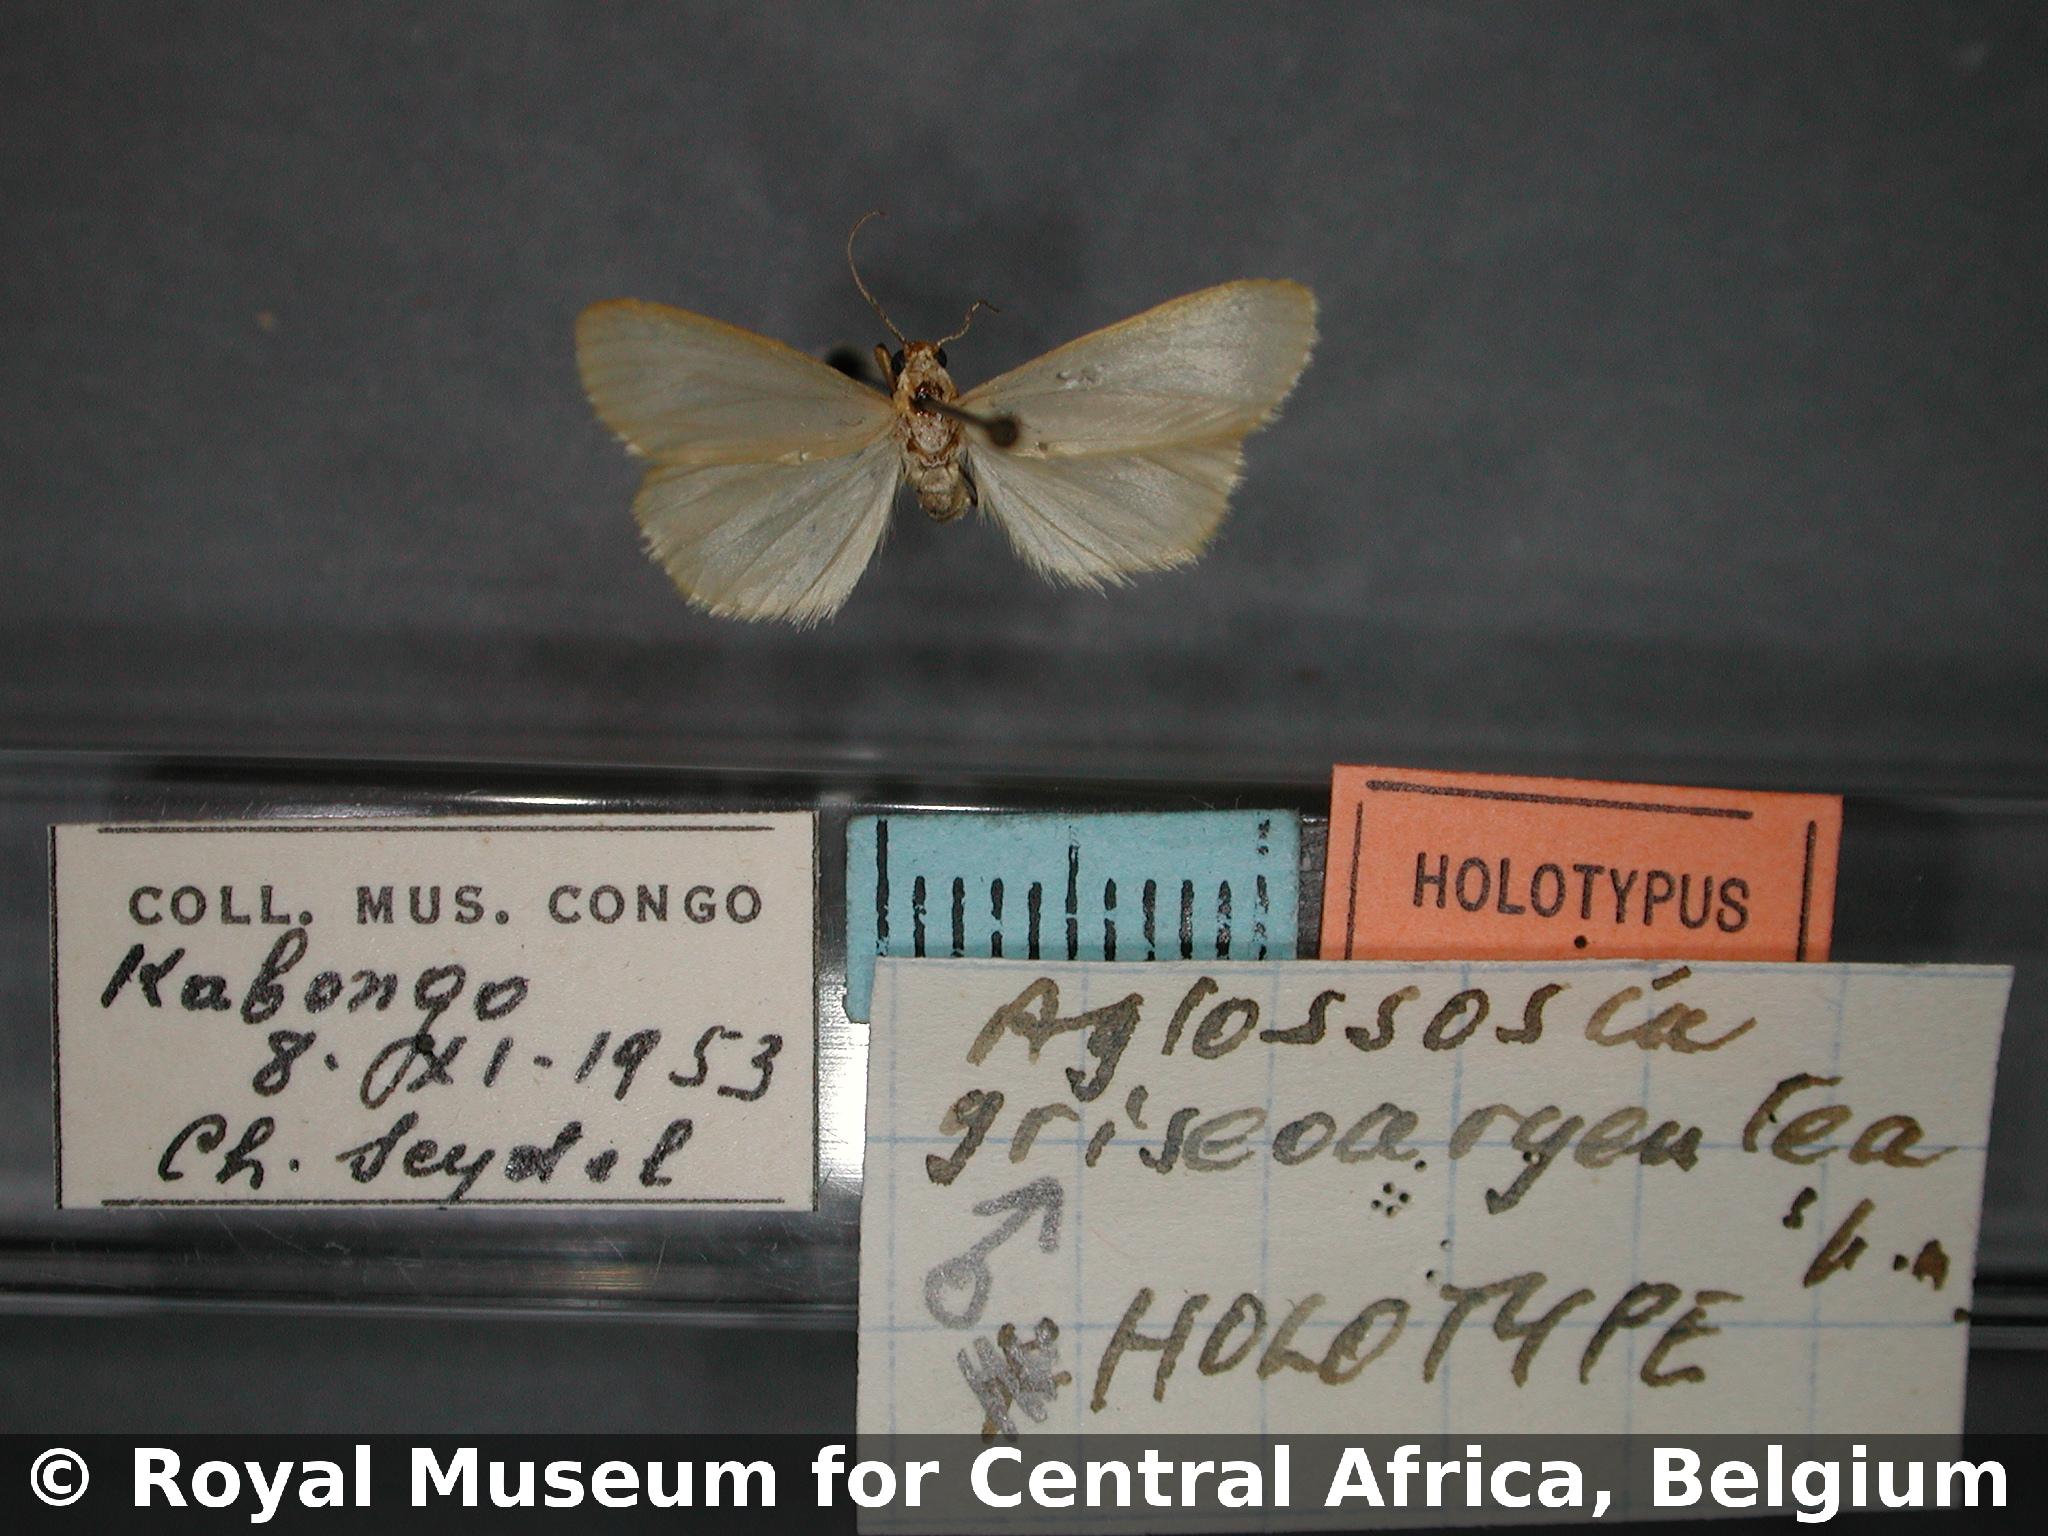 COLL. MUS. CONGO
Kabongo
8. XI-1953
Ch. Seydel
HOLOTYPUS
Aglossosia
griseoargentea
♂
HOLOTYPE
© Royal Museum for Central Africa, Belgium